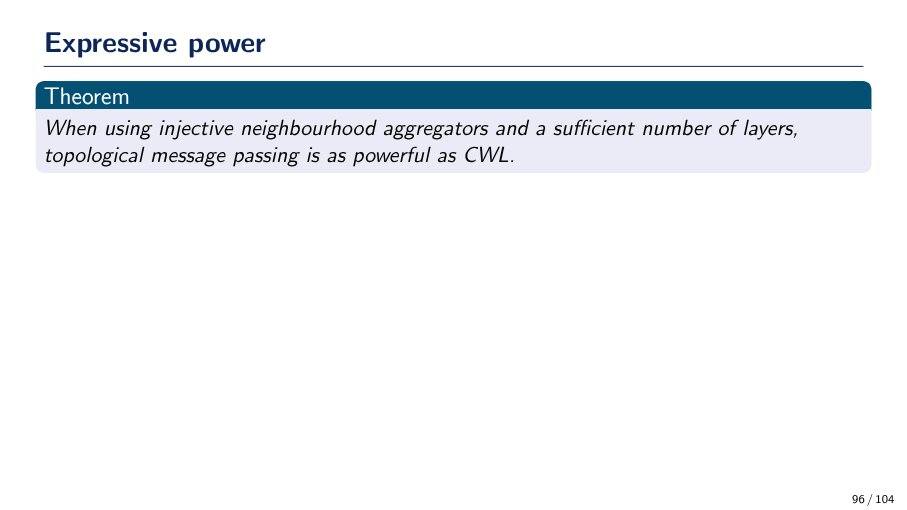 Expressive power
Theorem
When using injective neighbourhood aggregators and a sufficient number of layers,
topological message passing is as powerful as CWL.
96 / 104